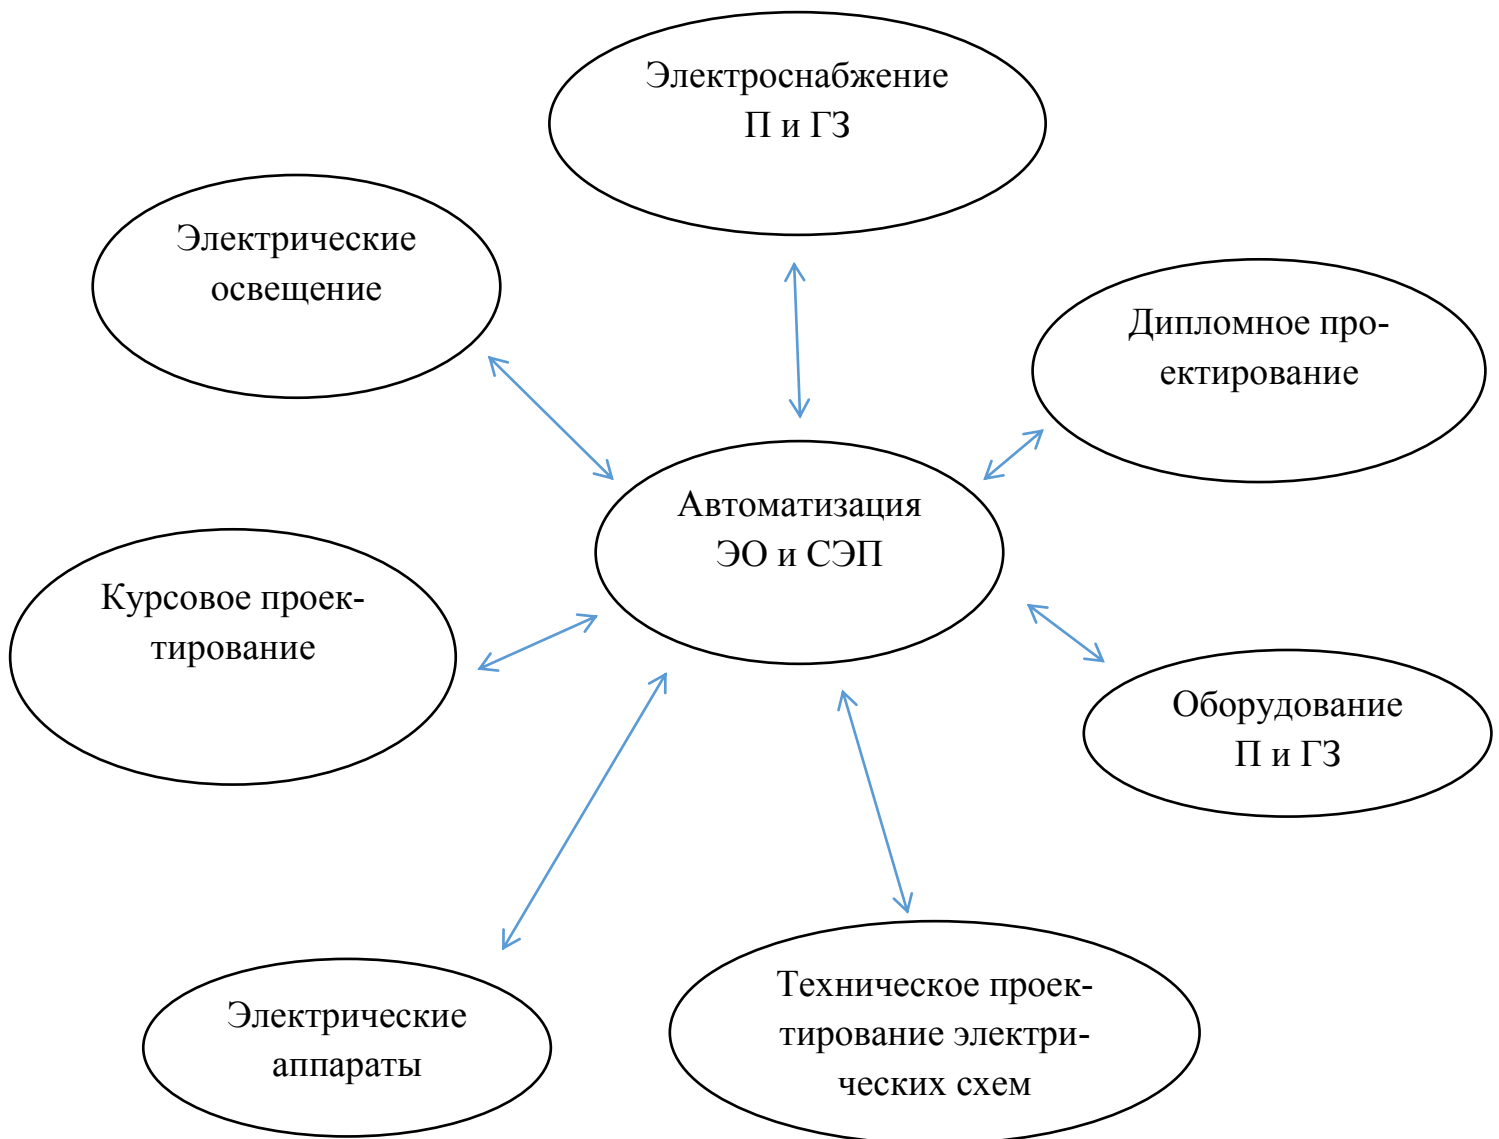 Электроснабжение
П и ГЗ
Электрические
освещение
Дипломное про-
ектирование
Автоматизация
ЭО и СЭП
Курсовое проек-
тирование
Оборудование
П и ГЗ
Электрические
аппараты
Техническое проек-
тирование электри-
ческих схем